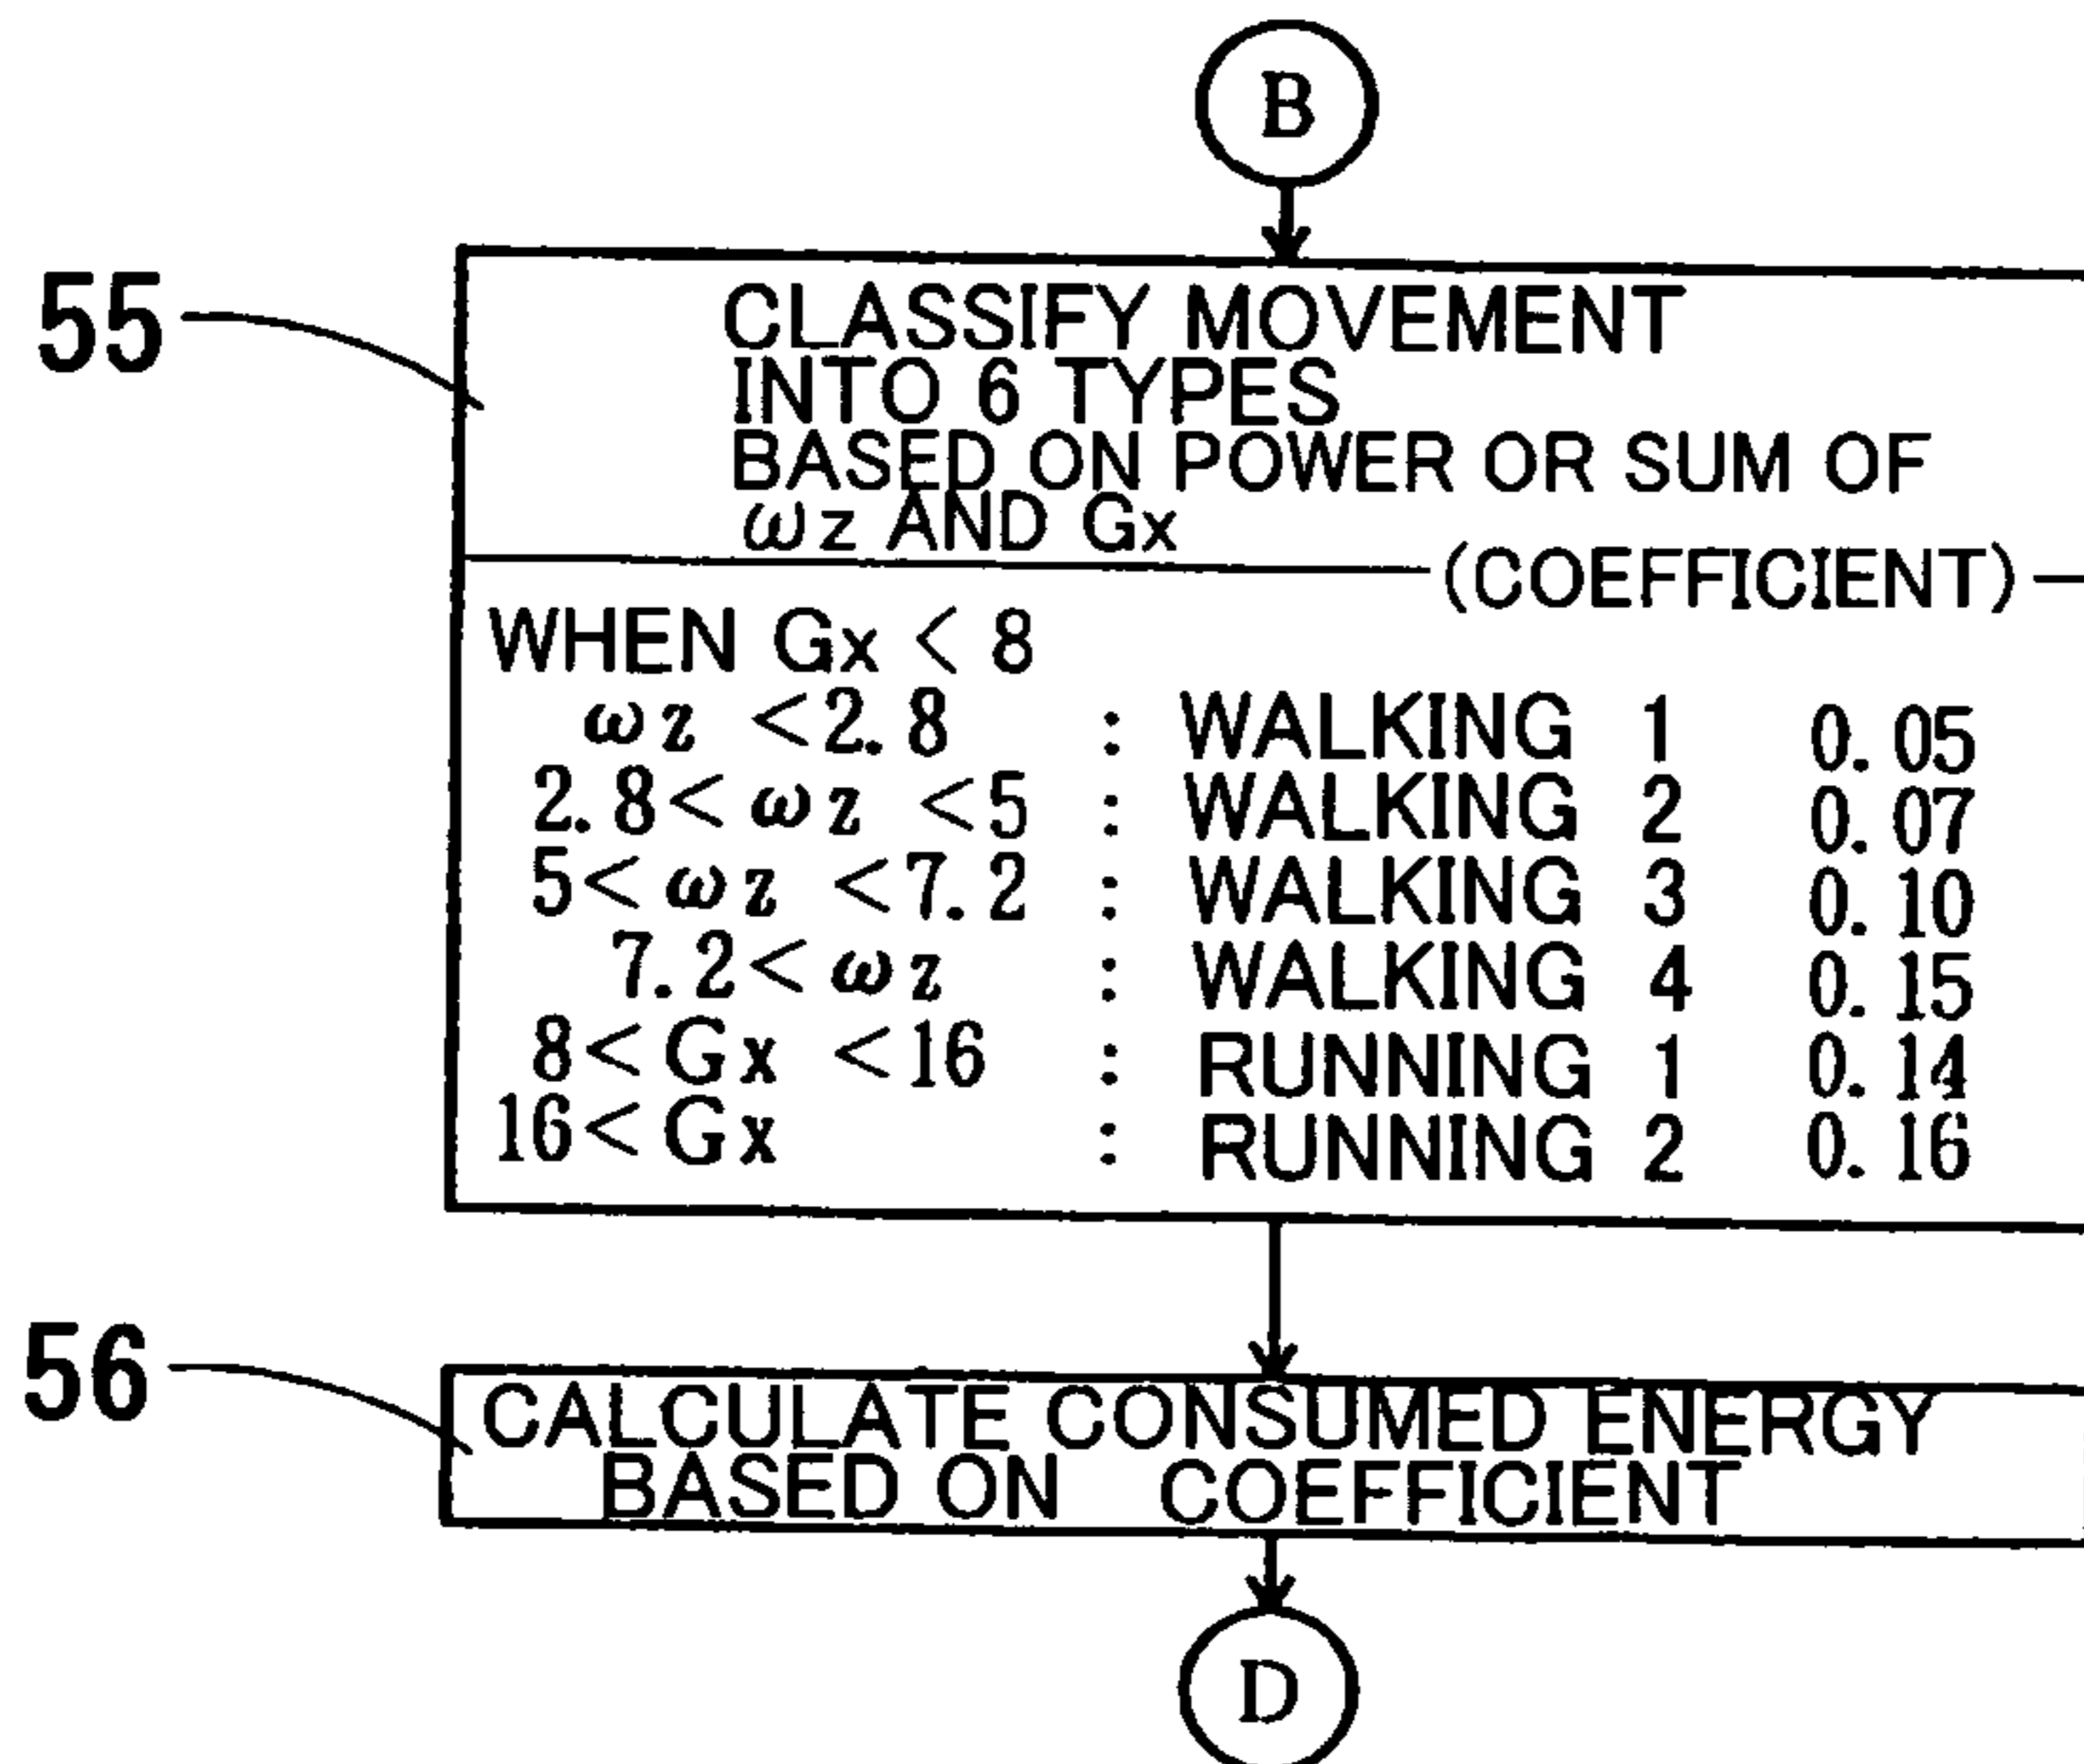 B
55
CLASSIFY MOVEMENT
INTO 6 TYPES
BASED ON POWER OR SUM OF
ωz AND Gx
(COEFFICIENT)
WHEN Gx < 8
ωz <2.8 : WALKING 1 0.05
2.8< ωz <5 : WALKING 2 0.07
5< ωz <7.2 : WALKING 3 0.10
7.2< ωz : WALKING 4 0.15
8< Gx <16 : RUNNING 1 0.14
16< Gx : RUNNING 2 0.16
56
CALCULATE CONSUMED ENERGY
BASED ON COEFFICIENT
D